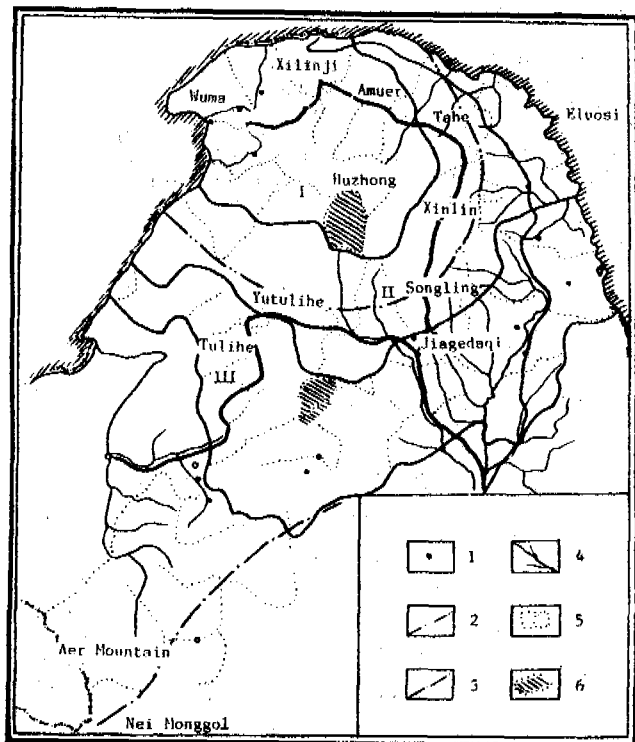 Xilinji
Wuma
Amuer
Tahe
Elvosi
I
Huzhong
Xinlin
II
Songling
Yutulihe
Jiagedaqi
Tulihe
III
1
4
2
5
Aer Mountain
3
6
Nei Monggol